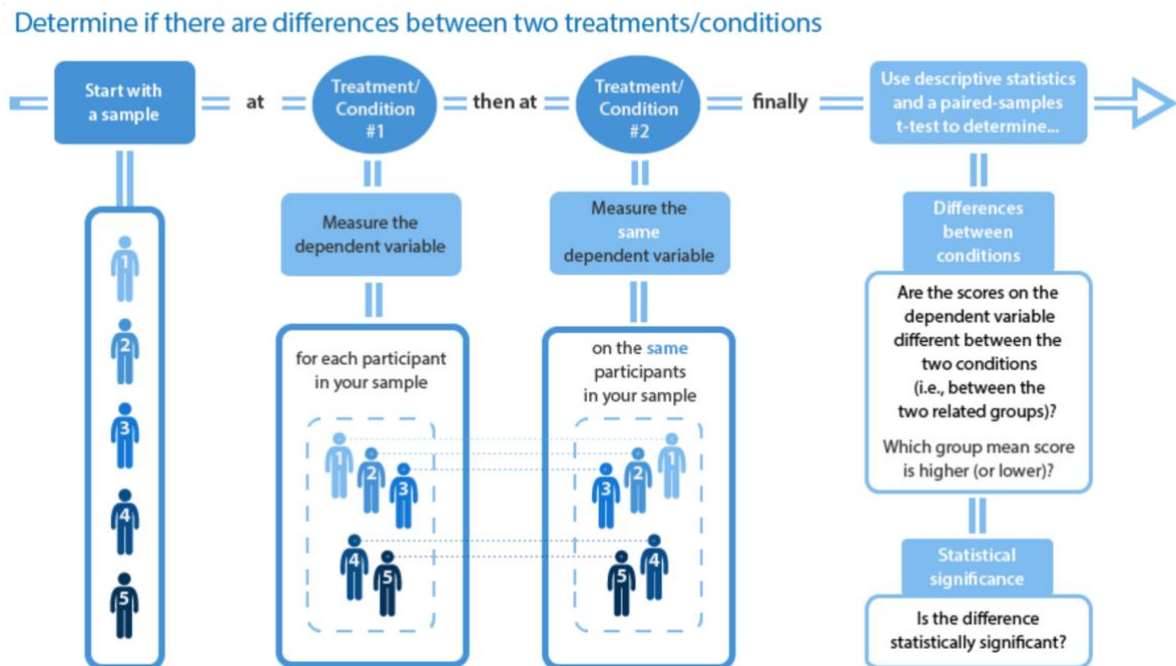 Determine if there are differences between two treatments/conditions
Start with
a sample
at
Treatment/
Condition
#1
then at
Treatment/
Condition
#2
finally
Use descriptive statistics
and a paired-samples
t-test to determine...
1
2
3
4
5
Measure the
dependent variable
for each participant
in your sample
1
2
3
4
5
Measure the
same
dependent variable
on the same
participants
in your sample
1
2
3
4
5
Differences
between
conditions
Are the scores on the
dependent variable
different between the
two conditions
(i.e., between the
two related groups)?
Which group mean score
is higher (or lower)?
Statistical
significance
Is the difference
statistically significant?